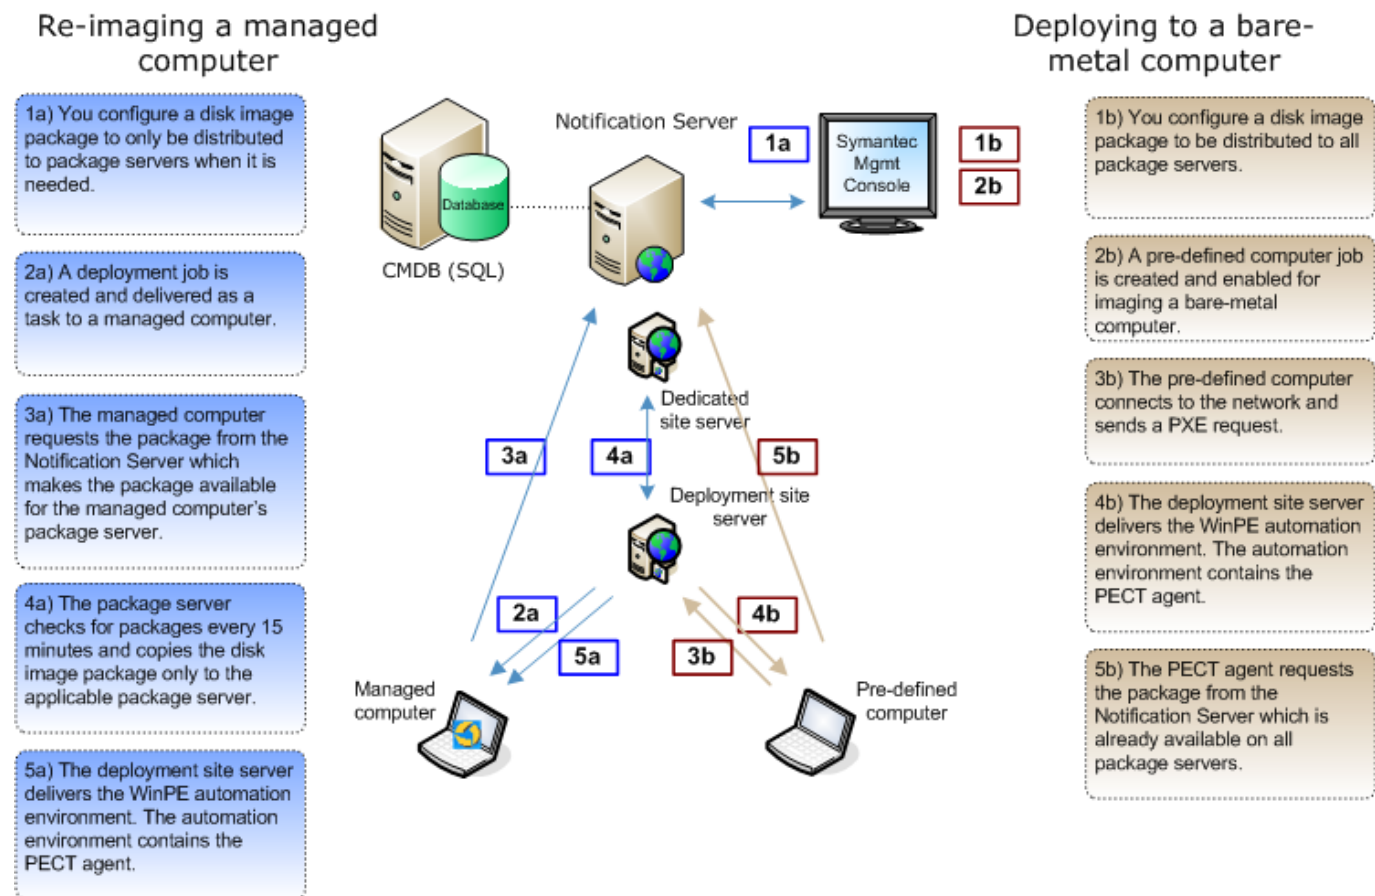 Re-imaging a managed
computer
1a) You configure a disk image
package to only be distributed
to package servers when it is
needed.
2a) A deployment job is
created and delivered as a
task to a managed computer.
3a) The managed computer
requests the package from the
Notification Server which
makes the package available
for the managed computer's
package server.
4a) The package server
checks for packages every 15
minutes and copies the disk
image package only to the
applicable package server.
5a) The deployment site server
delivers the WinPE automation
environment. The automation
environment contains the
PECT agent.
Notification Server
1a
Symantec
Mgmt
Console
1b
2b
Database
CMDB (SQL)
Dedicated
site server
3a
4a
5b
Deployment site
server
2a
4b
5a
3b
Managed
computer
Pre-defined
computer
Deploying to a bare-
metal computer
1b) You configure a disk image
package to be distributed to all
package servers.
2b) A pre-defined computer job
is created and enabled for
imaging a bare-metal
computer.
3b) The pre-defined computer
connects to the network and
sends a PXE request.
4b) The deployment site server
delivers the WinPE automation
environment. The automation
environment contains the
PECT agent.
5b) The PECT agent requests
the package from the
Notification Server which is
already available on all
package servers.